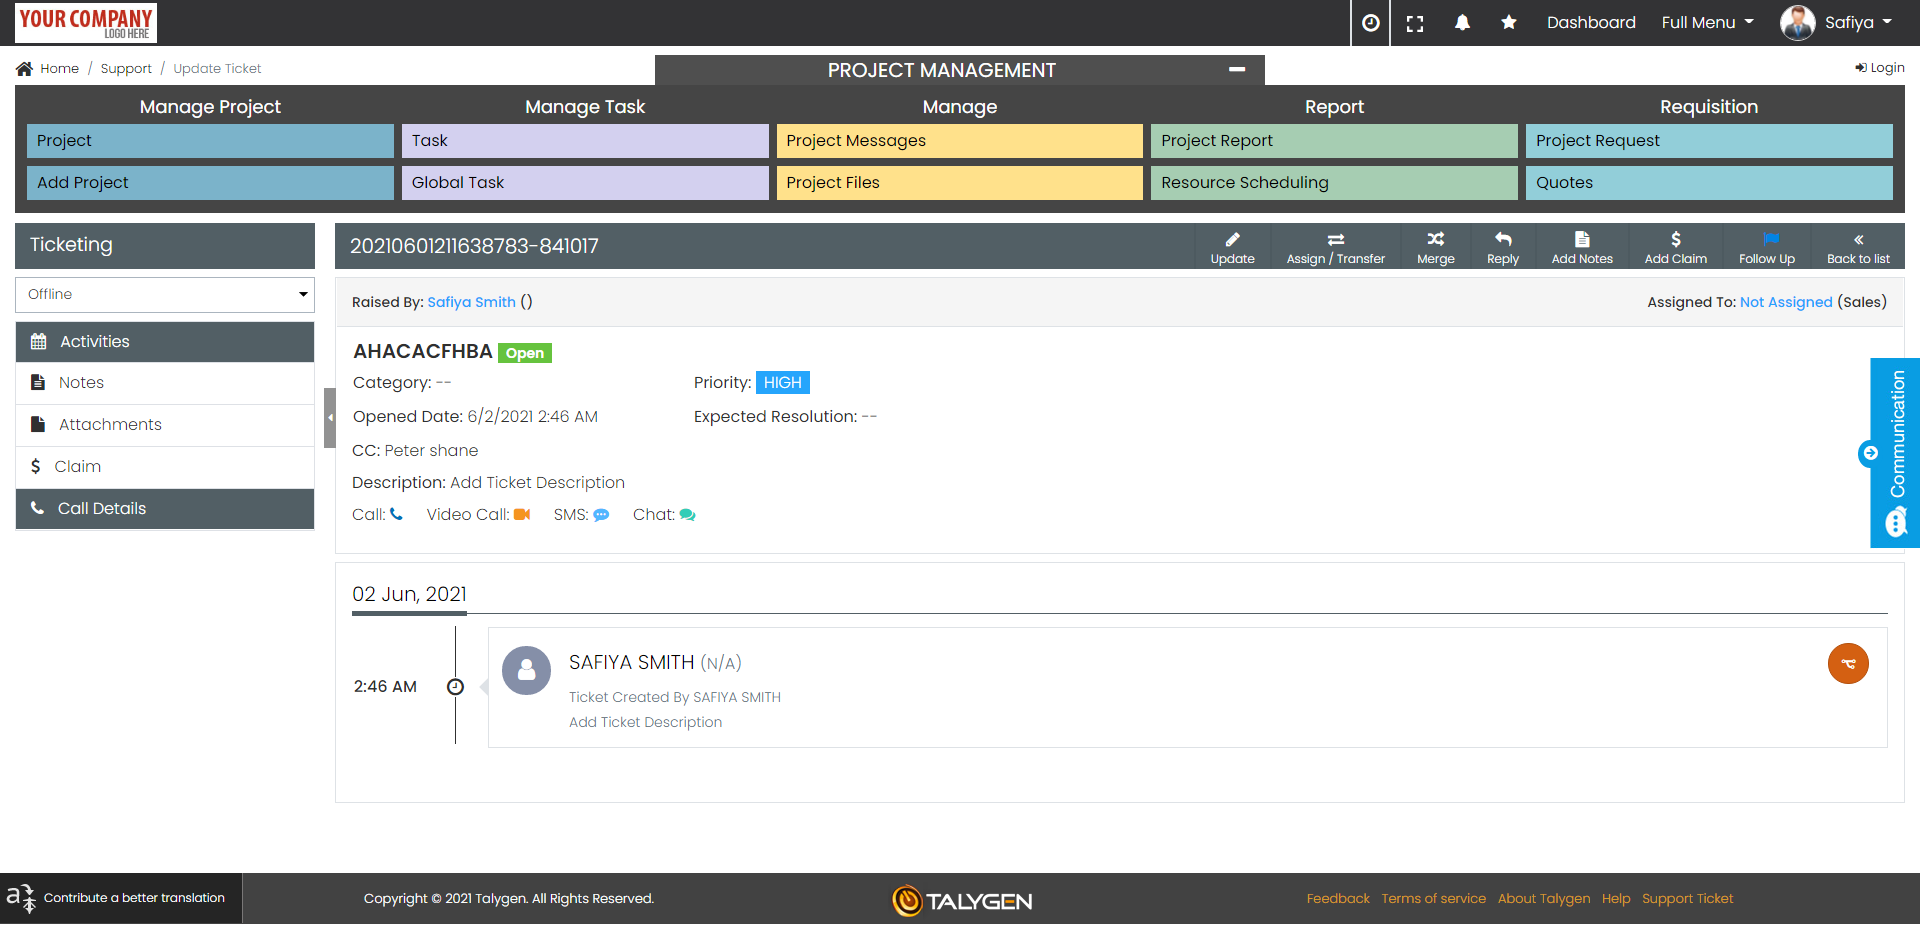 YOUR COMPANY
LOGO HERE
Dashboard Full Menu Safiya
Home / Support / Update Ticket
PROJECT MANAGEMENT
Login
Manage Project Manage Task Manage Report Requisition
Project Task Project Messages Project Report Project Request
Add Project Global Task Project Files Resource Scheduling Quotes
Ticketing
20210601211638783-841017
Update Assign / Transfer Merge Reply Add Notes Add Claim Follow Up Back to list
Offline
Activities
Notes
Attachments
Claim
Call Details
Raised By: Safiya Smith ()
Assigned To: Not Assigned (Sales)
AHACACFHBA Open
Category: -- Priority: HIGH
Opened Date: 6/2/2021 2:46 AM Expected Resolution: --
CC: Peter shane
Description: Add Ticket Description
Call: Video Call: SMS: Chat:
Communication
02 Jun, 2021
2:46 AM
SAFIYA SMITH (N/A)
Ticket Created By SAFIYA SMITH
Add Ticket Description
Contribute a better translation
Copyright © 2021 Talygen. All Rights Reserved.
TALYGEN
Feedback Terms of service About Talygen Help Support Ticket